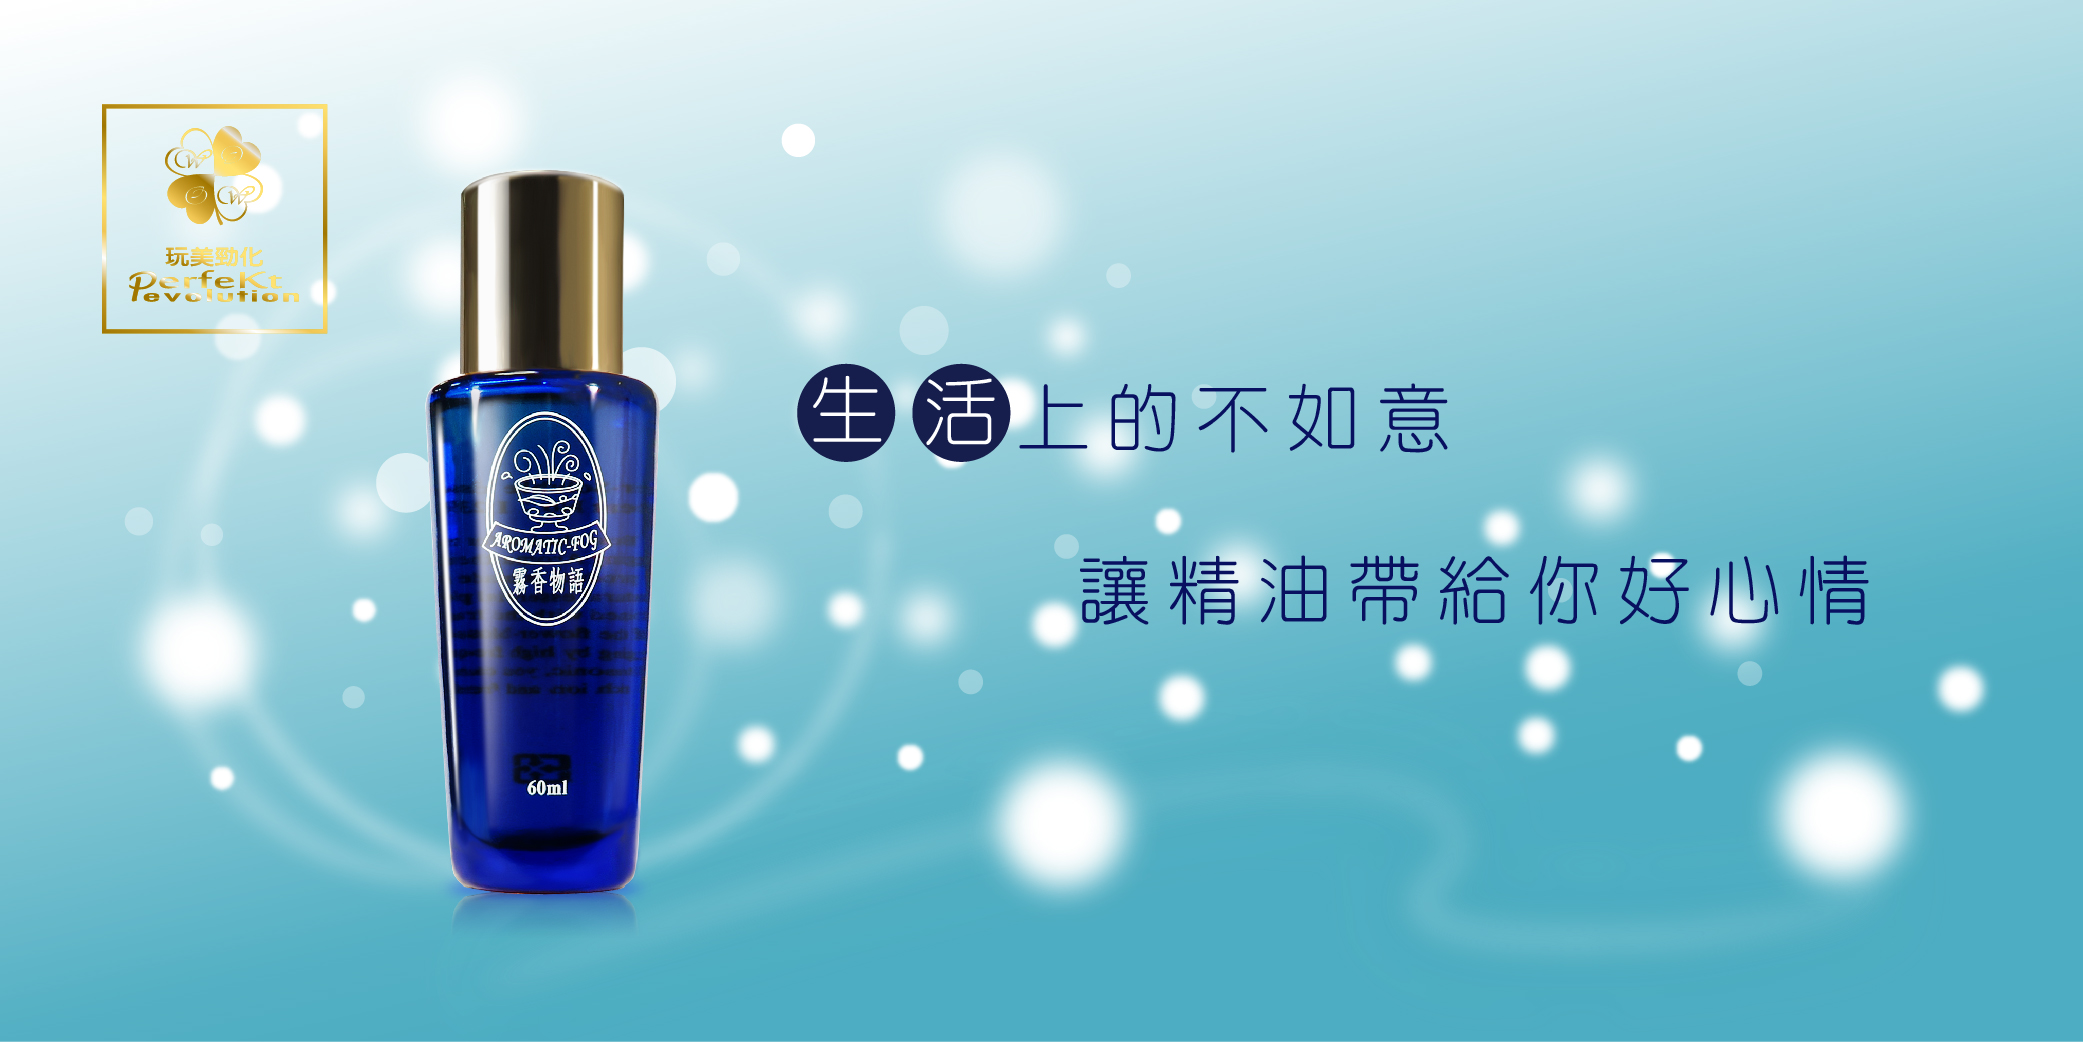 玩美勁化
PerfeKt
revolution
AROMATIC-FOG
霧香物語
60ml
生活上的不如意
讓精油帶給你好心情